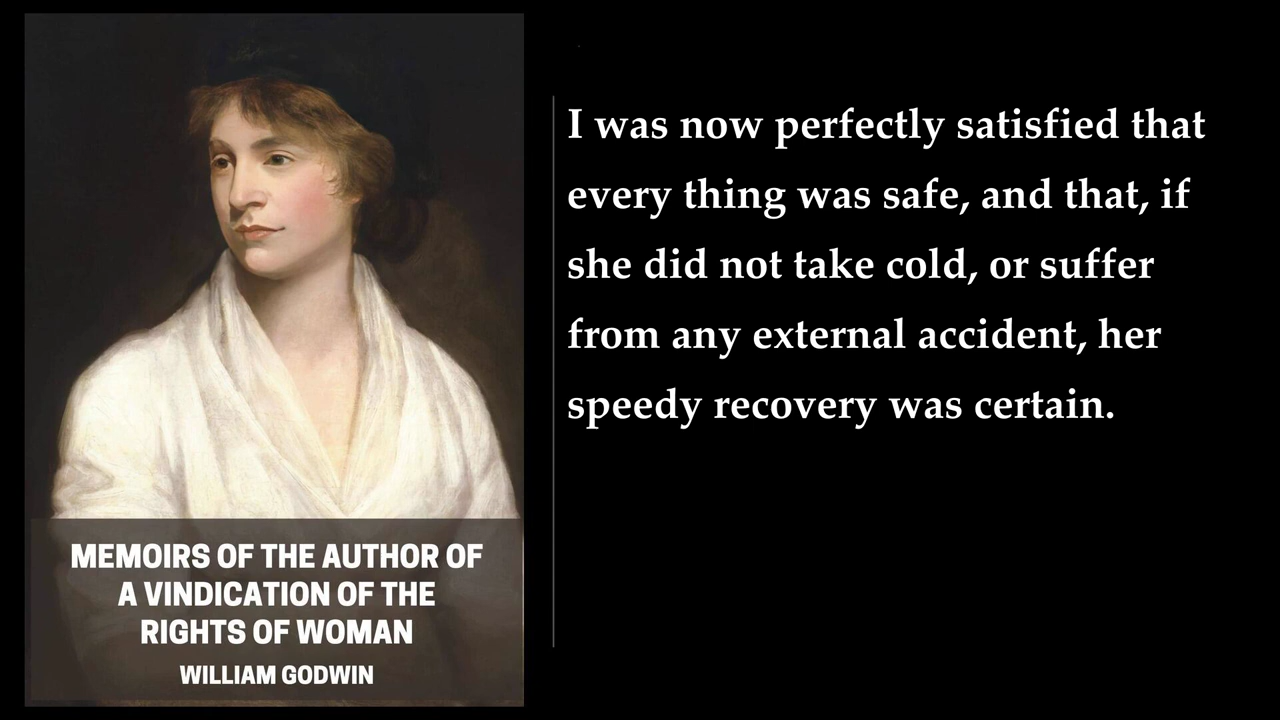 MEMOIRS OF THE AUTHOR OF
A VINDICATION OF THE
RIGHTS OF WOMAN
WILLIAM GODWIN
I was now perfectly satisfied that
every thing was safe, and that, if
she did not take cold, or suffer
from any external accident, her
speedy recovery was certain.